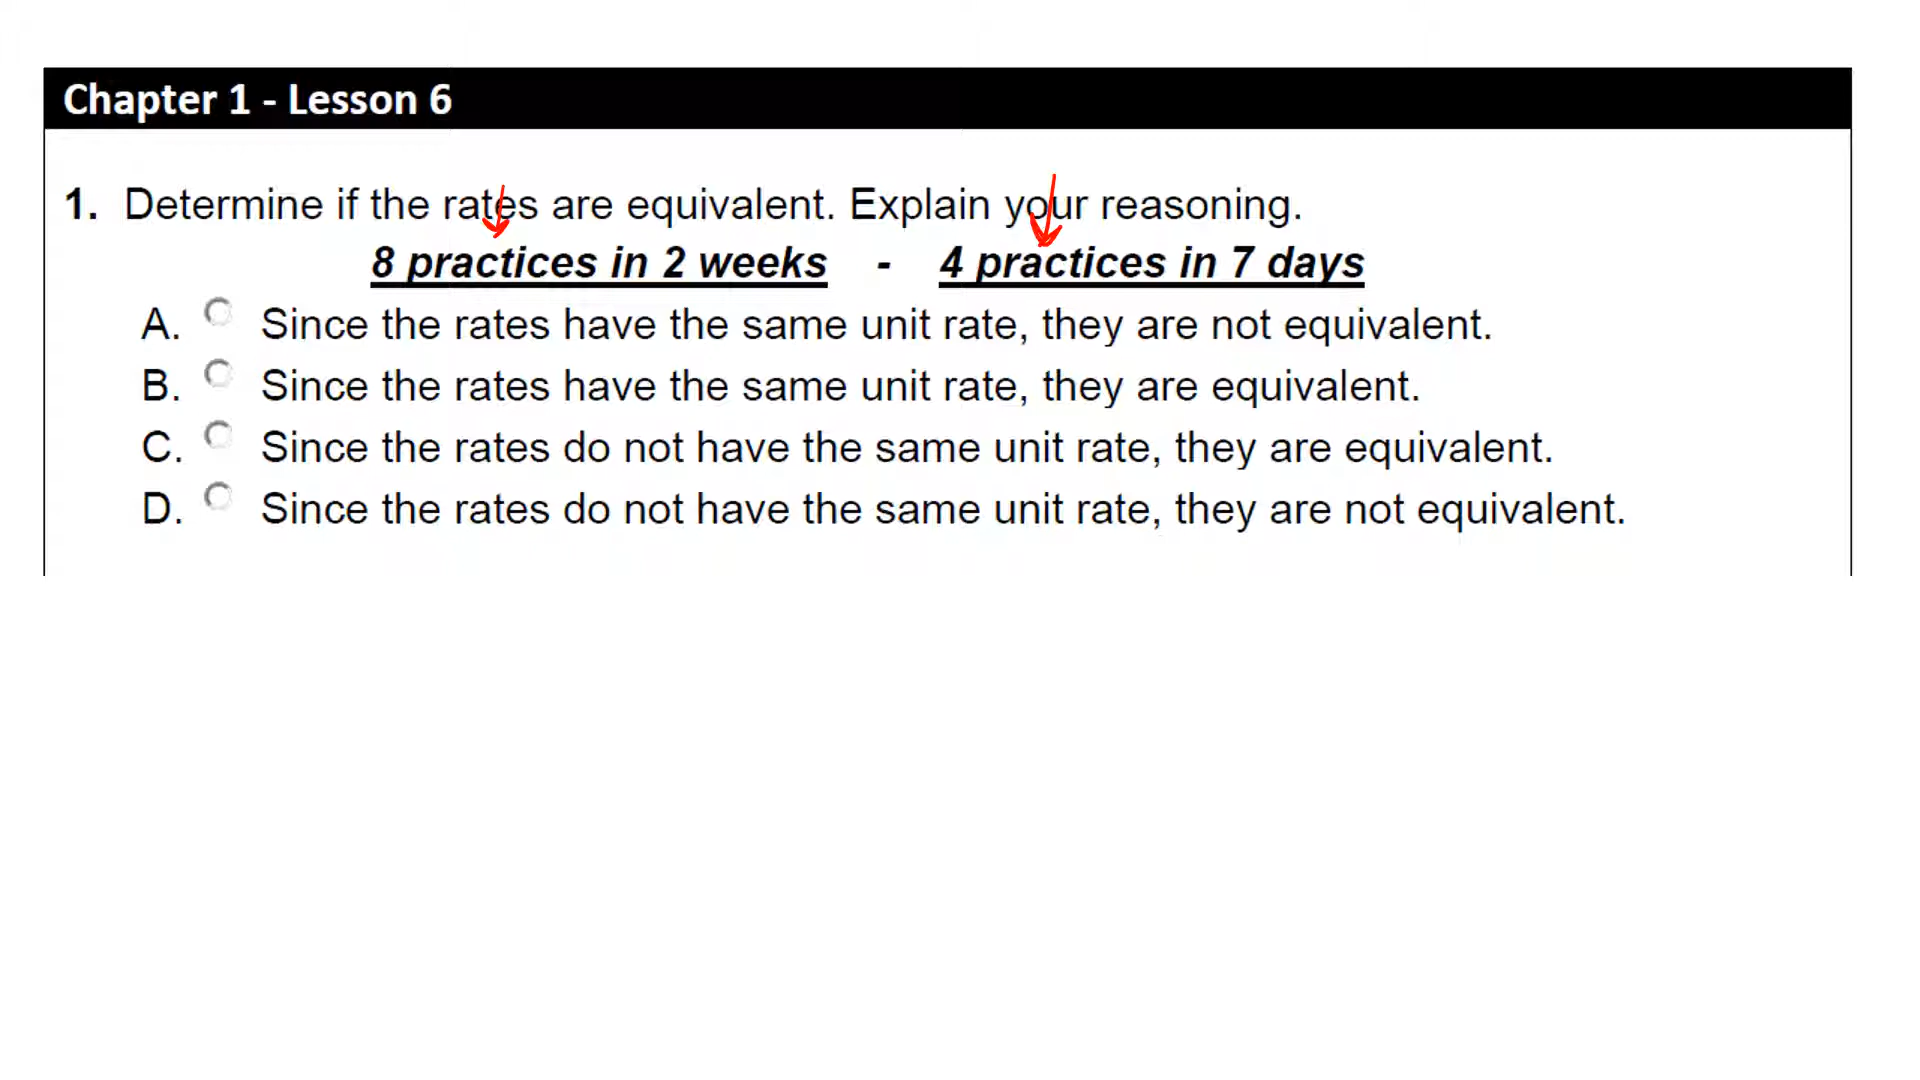 Chapter 1 - Lesson 6
1. Determine if the rates are equivalent. Explain your reasoning.
8 practices in 2 weeks - 4 practices in 7 days
A. Since the rates have the same unit rate, they are not equivalent.
B. Since the rates have the same unit rate, they are equivalent.
C. Since the rates do not have the same unit rate, they are equivalent.
D. Since the rates do not have the same unit rate, they are not equivalent.